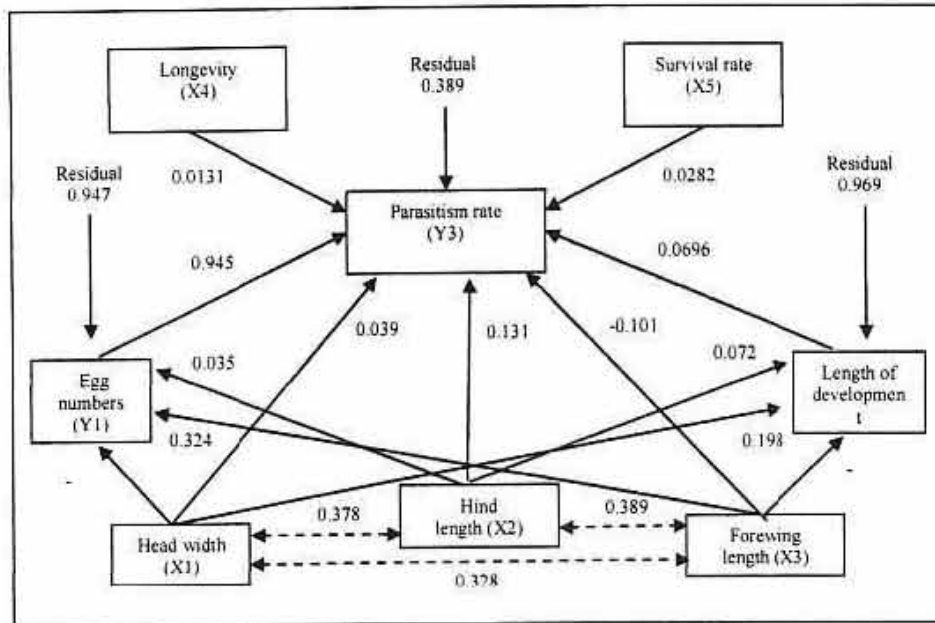 Longevity
(X4)
Residual
0.389
Survival rate
(X5)
Residual
0.947
0.0131
0.0282
Residual
0.969
Parasitism rate
(Y3)
0.945
0.0696
0.039
0.131
-0.101
0.035
0.072
Egg
numbers
(Y1)
Length of
developmen
t
0.324
0.198
-
-
0.378
Hind
length (X2)
0.389
Head width
(X1)
Forewing
length (X3)
0.328